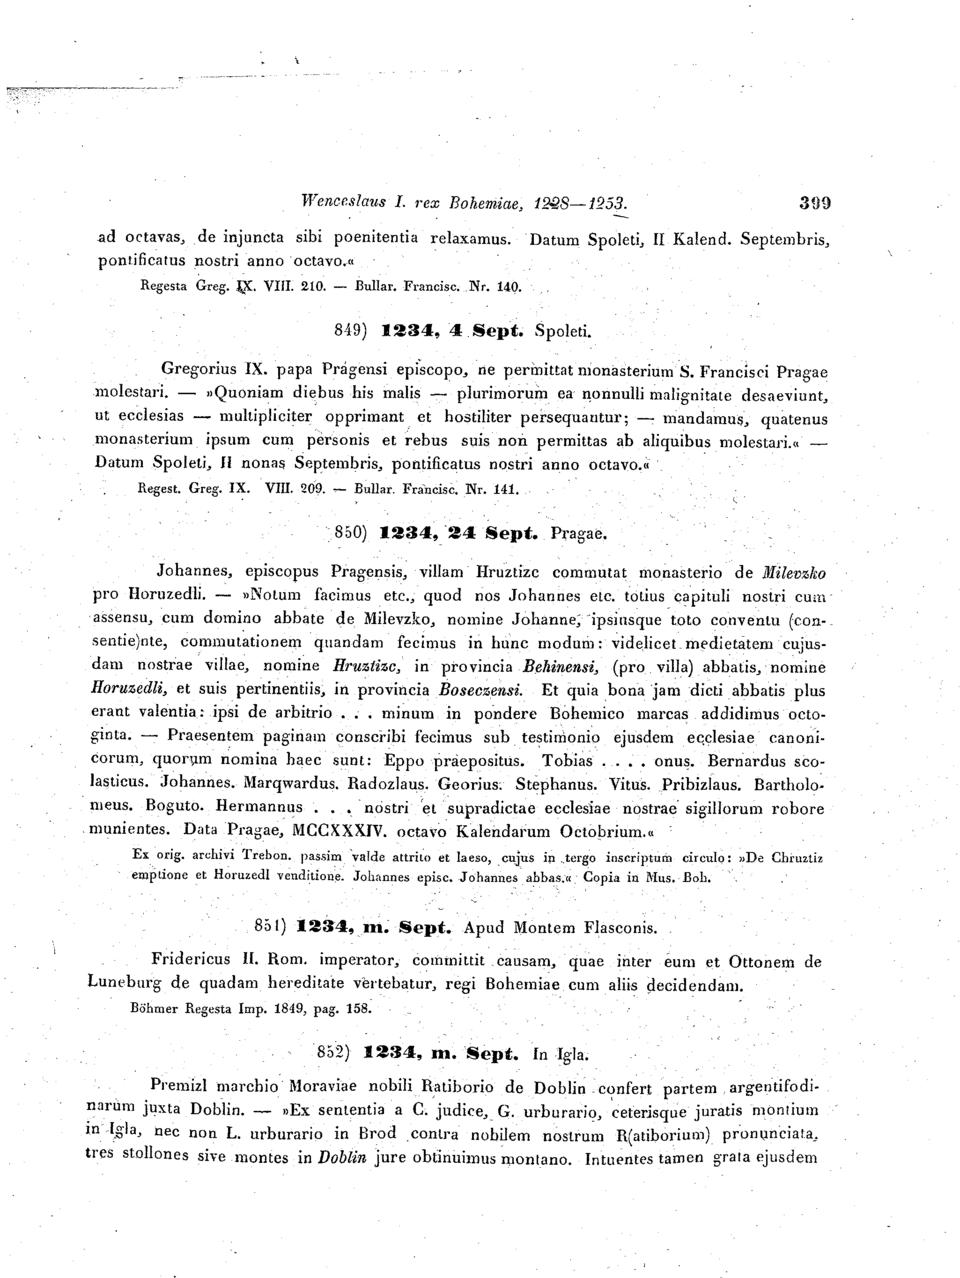 Wenceslaus I. rex Bohemiae, 1228—1253. 399
ad octavas, de injuncta sibi poenitentia relaxamus. Datum Spoleti, II Kalend. Septembris,
pontificatus nostri anno octavo.«
Regesta Greg. IX. VIII. 210. — Bullar. Francisc. Nr. 140.
849) 1234, 4 Sept. Spoleti.
Gregorius IX. papa Pragensi episcopo, ne permittat monasterium S. Francisci Pragae
molestari. — »Quoniam diebus his malis — plurimorum ea nonnulli malignitate desaeviunt,
ut ecclesias — multipliciter opprimant et hostiliter persequantur; — mandamus, quatenus
monasterium ipsum cum personis et rebus suis non permittas ab aliquibus molestari.« —
Datum Spoleti, II nonas Septembris, pontificatus nostri anno octavo.«
Regest. Greg. IX. VIII. 209. — Bullar. Francisc. Nr. 141.
850) 1234, 24 Sept. Pragae.
Johannes, episcopus Pragensis, villam Hruztizc commutat monasterio de Milevzko
pro Horuzedli. — »Notum facimus etc., quod nos Johannes etc. totius capituli nostri cum
assensu, cum domino abbate de Milevzko, nomine Johanne, ipsiusque toto conventu (con-
sentie)nte, commutationem quandam fecimus in hunc modum: videlicet medietatem cujus-
dam nostrae villae, nomine Hruztizc, in provincia Behinensi, (pro villa) abbatis, nomine
Horuzedli, et suis pertinentiis, in provincia Boseczensi. Et quia bona jam dicti abbatis plus
erant valentia: ipsi de arbitrio . . . minum in pondere Bohemico marcas addidimus octo-
ginta. — Praesentem paginam conscribi fecimus sub testimonio ejusdem ecclesiae canoni-
corum, quorum nomina haec sunt: Eppo praepositus. Tobias . . . . onus. Bernardus sco-
lasticus. Johannes. Marqwardus. Radozlaus. Georius. Stephanus. Vitus. Pribizlaus. Bartholo-
meus. Boguto. Hermannus . . . nostri et supradictae ecclesiae nostrae sigillorum robore
munientes. Data Pragae, MCCXXXIV. octavo Kalendarum Octobrium.«
Ex orig. archivi Trebon. passim valde attrito et laeso, cujus in tergo inscriptum circulo: »De Chruztiz
emptione et Horuzedl venditione. Johannes episc. Johannes abbas.« Copia in Mus. Boh.
851) 1234, m. Sept. Apud Montem Flasconis.
Fridericus II. Rom. imperator, committit causam, quae inter eum et Ottonem de
Luneburg de quadam hereditate vertebatur, regi Bohemiae cum aliis decidendam.
Böhmer Regesta Imp. 1849, pag. 158.
852) 1234, m. Sept. In Igla.
Premizl marchio Moraviae nobili Ratiborio de Doblin confert partem argentifodi-
narum juxta Doblin. — »Ex sententia a C. judice, G. urburario, ceterisque juratis montium
in Igla, nec non L. urburario in Brod contra nobilem nostrum R(atiborium) pronunciata,
tres stollones sive montes in Doblin jure obtinuimus montano. Intuentes tamen grata ejusdem